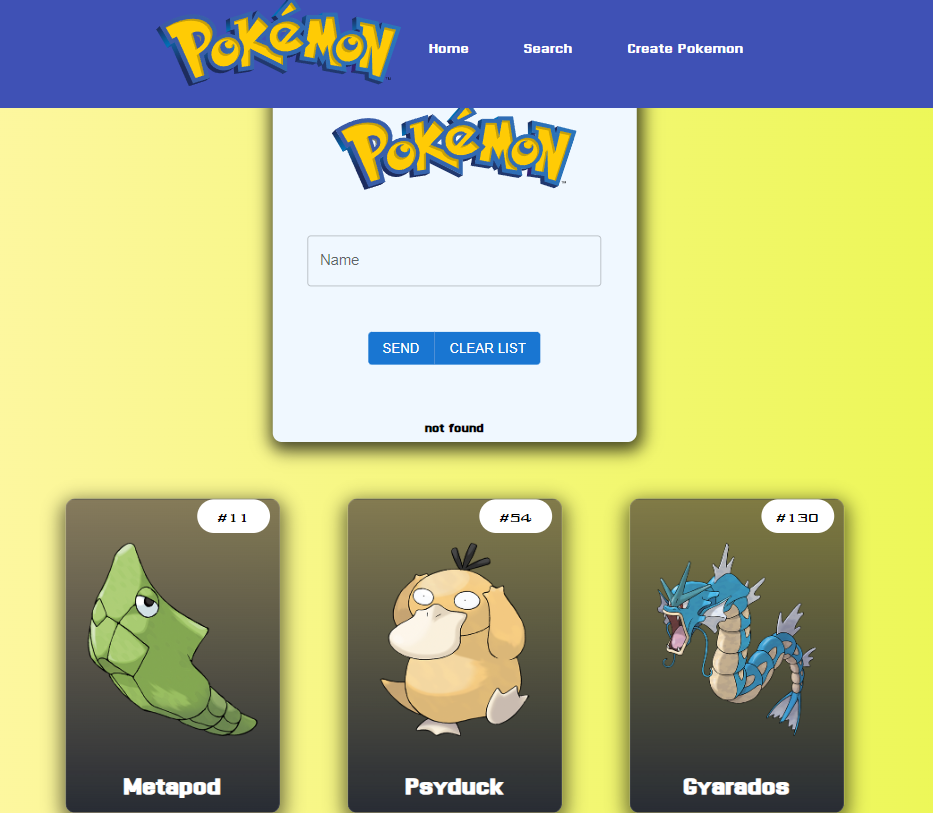 POKéMON
Home Search Create Pokemon
POKéMON
Name
SEND CLEAR LIST
not found
#11 #54 #130
Metapod Psyduck Gyarados